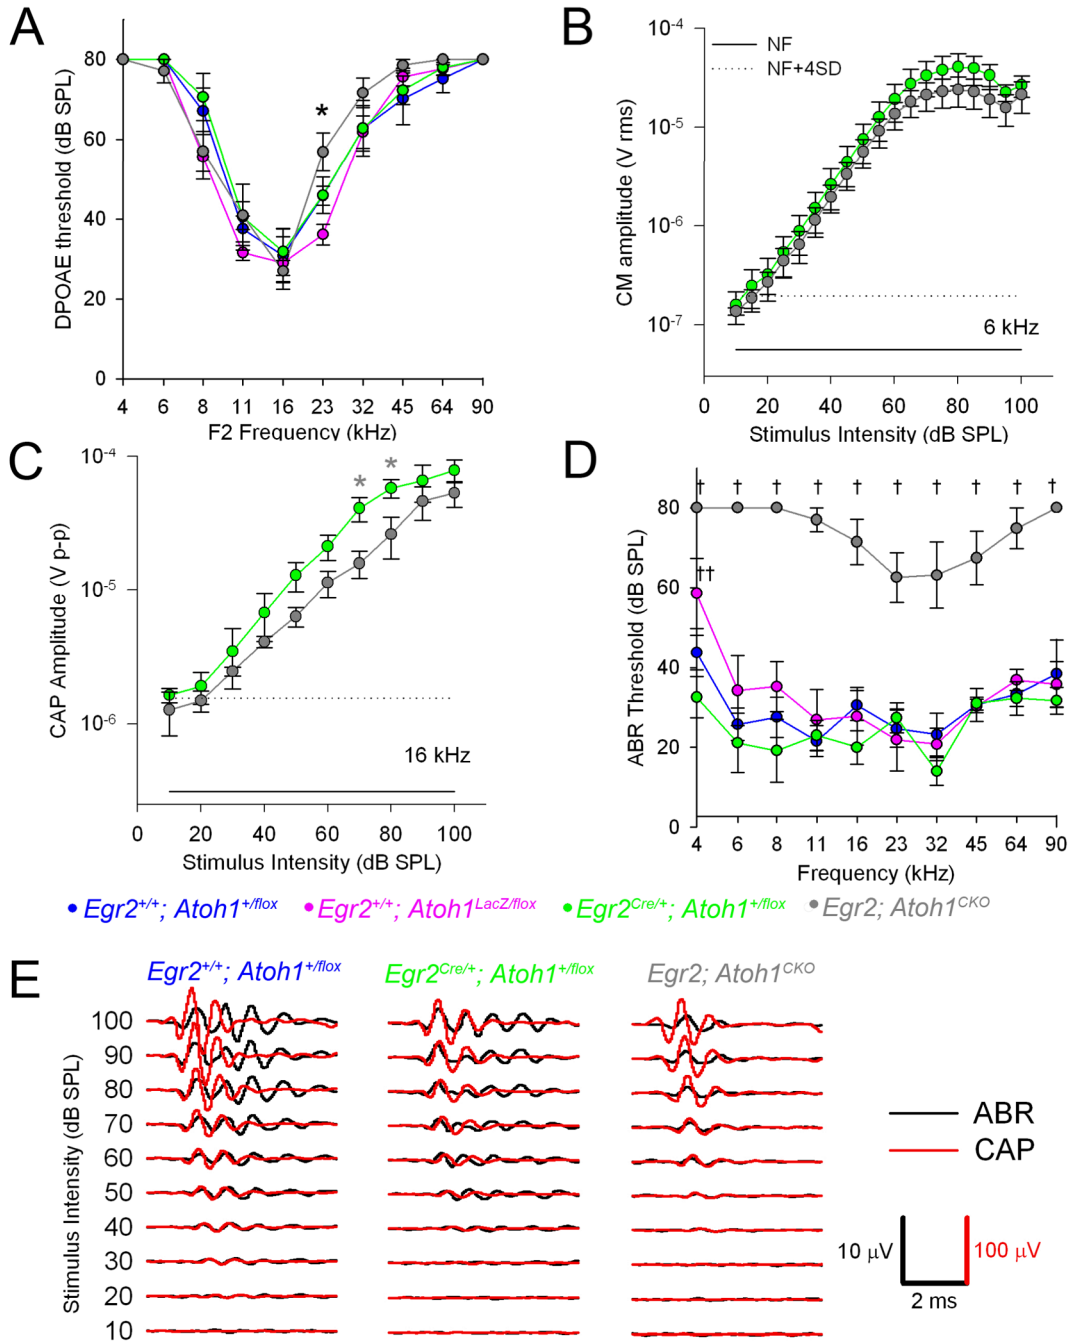 A
DPOAE threshold (dB SPL)
80
60
40
20
0
*
4 6 8 11 16 23 32 45 64 90
F2 Frequency (kHz)
B
CM amplitude (V rms)
10-4
10-5
10-6
10-7
NF
NF+4SD
6 kHz
0 20 40 60 80 100
Stimulus Intensity (dB SPL)
C
CAP Amplitude (V p-p)
10-4
10-5
10-6
* *
16 kHz
0 20 40 60 80 100
Stimulus Intensity (dB SPL)
D
ABR Threshold (dB SPL)
80
60
40
20
0
† † † † † † † † † †
††
4 6 8 11 16 23 32 45 64 90
Frequency (kHz)
Egr2+/+; Atoh1+/flox
Egr2+/+; Atoh1LacZ/flox
Egr2Cre/+; Atoh1+/flox
Egr2; Atoh1CKO
E
Egr2+/+; Atoh1+/flox
Egr2Cre/+; Atoh1+/flox
Egr2; Atoh1CKO
Stimulus Intensity (dB SPL)
100
90
80
70
60
50
40
30
20
10
ABR
CAP
10 μV
100 μV
2 ms